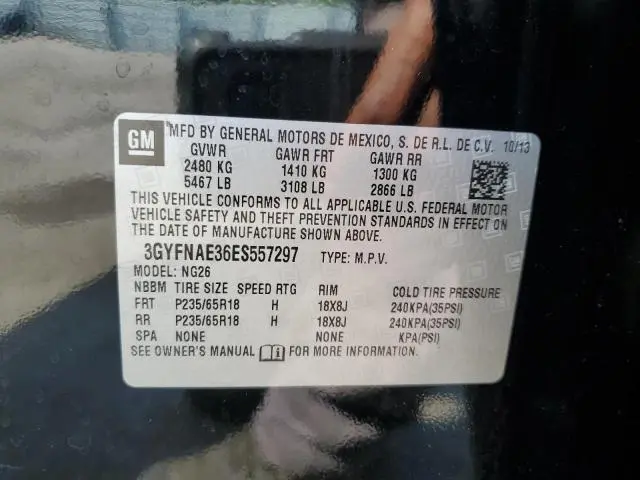 GM MFD BY GENERAL MOTORS DE MEXICO, S. DE R.L. DE C.V. 10/13
GVWR GAWR FRT GAWR RR
2480 KG 1410 KG 1300 KG
5467 LB 3108 LB 2866 LB
THIS VEHICLE CONFORMS TO ALL APPLICABLE U.S. FEDERAL MOTOR
VEHICLE SAFETY AND THEFT PREVENTION STANDARDS IN EFFECT ON
THE DATE OF MANUFACTURE SHOWN ABOVE.
3GYFNAE36ES557297 TYPE: M.P.V.
MODEL: NG26
NBBM TIRE SIZE SPEED RTG RIM COLD TIRE PRESSURE
FRT P235/65R18 H 18X8J 240KPA(35PSI)
RR P235/65R18 H 18X8J 240KPA(35PSI)
SPA NONE NONE KPA(PSI)
SEE OWNER'S MANUAL FOR MORE INFORMATION.